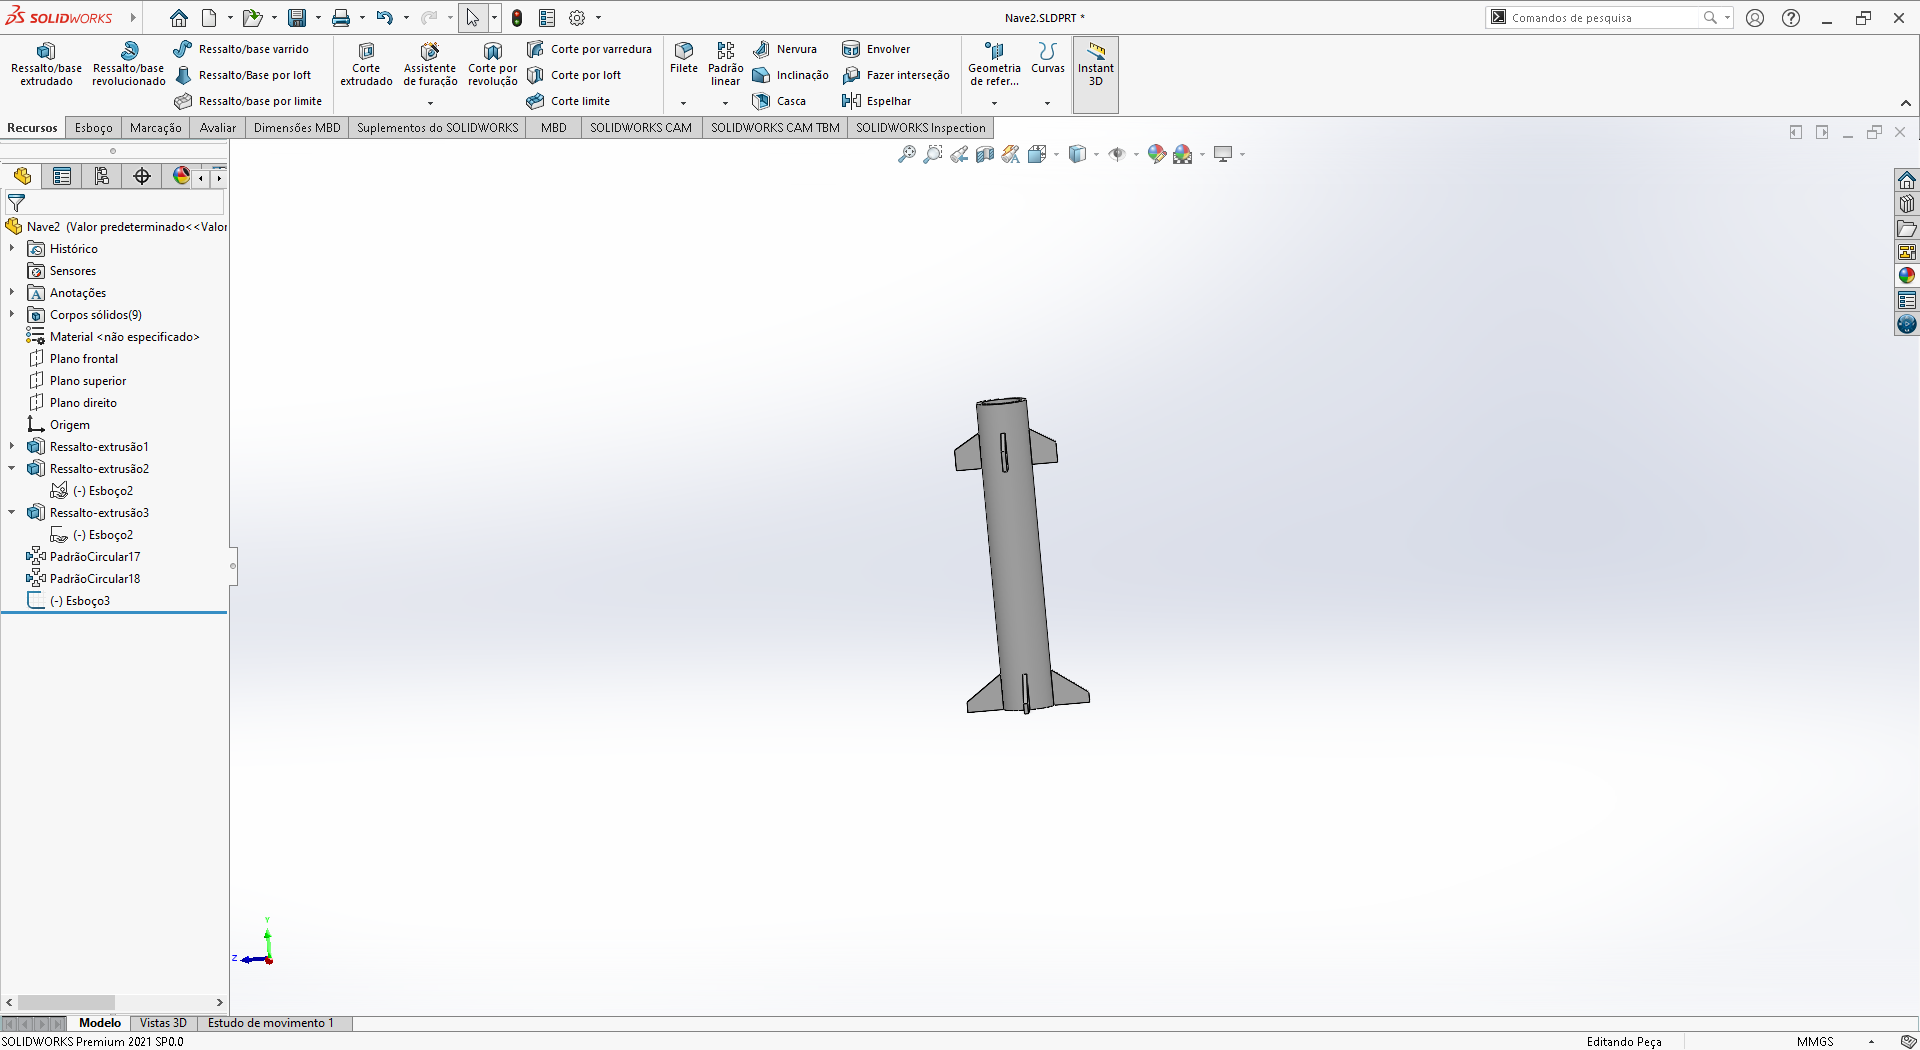 SOLIDWORKS
Nave2.SLDPRT *
Comandos de pesquisa
Ressalto/base extrudado
Ressalto/base revolucionado
Ressalto/base varrido
Ressalto/Base por loft
Ressalto/base por limite
Corte extrudado
Assistente de furação
Corte por revolução
Corte por varredura
Corte por loft
Corte limite
Filete
Padrão linear
Nervura
Inclinação
Casca
Envolver
Fazer interseção
Espelhar
Geometria de refer...
Curvas
Instant 3D
Recursos
Esboço
Marcação
Avaliar
Dimensões MBD
Suplementos do SOLIDWORKS
MBD
SOLIDWORKS CAM
SOLIDWORKS CAM TBM
SOLIDWORKS Inspection
Nave2 (Valor predeterminado<<Valor
Histórico
Sensores
Anotações
Corpos sólidos(9)
Material <não especificado>
Plano frontal
Plano superior
Plano direito
Origem
Ressalto-extrusão1
Ressalto-extrusão2
(-) Esboço2
Ressalto-extrusão3
(-) Esboço2
PadrãoCircular17
PadrãoCircular18
(-) Esboço3
Y
Z
Modelo
Vistas 3D
Estudo de movimento 1
SOLIDWORKS Premium 2021 SP0.0
Editando Peça
MMGS